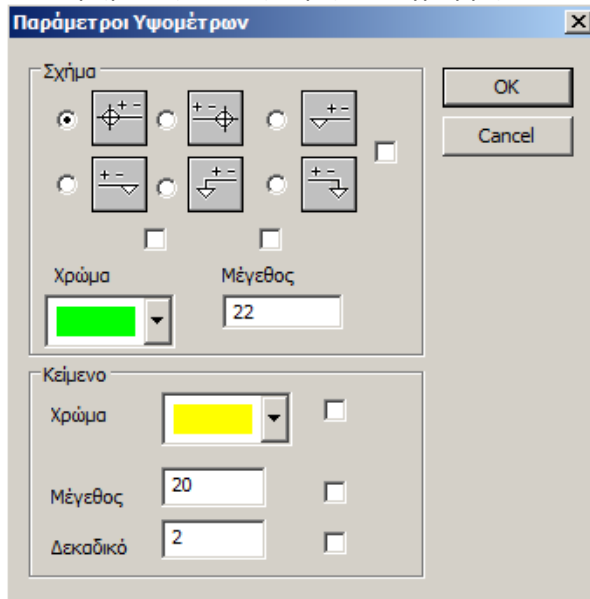 Παράμετροι Υψομέτρων
Σχήμα
OK
Cancel
Χρώμα Μέγεθος
22
Κείμενο
Χρώμα
Μέγεθος 20
Δεκαδικό 2